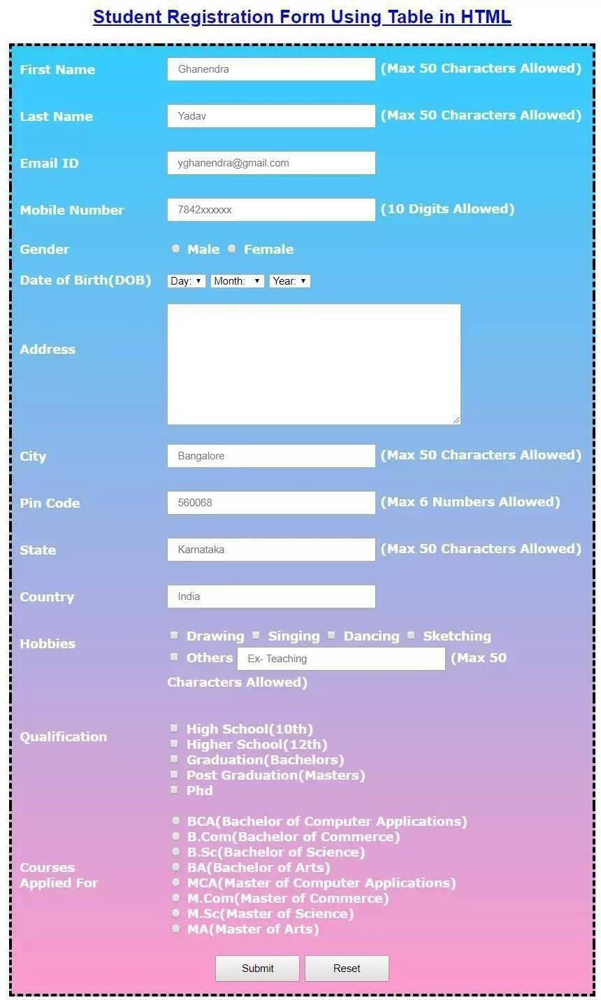 Student Registration Form Using Table in HTML
First Name Ghanendra (Max 50 Characters Allowed)
Last Name Yadav (Max 50 Characters Allowed)
Email ID yghanendra@gmail.com
Mobile Number 7842xxxxxx (10 Digits Allowed)
Gender Male Female
Date of Birth(DOB) Day: Month: Year:
Address
City Bangalore (Max 50 Characters Allowed)
Pin Code 560068 (Max 6 Numbers Allowed)
State Karnataka (Max 50 Characters Allowed)
Country India
Hobbies Drawing Singing Dancing Sketching
Others Ex- Teaching (Max 50
Characters Allowed)
Qualification High School(10th)
Higher School(12th)
Graduation(Bachelors)
Post Graduation(Masters)
Phd
Courses
Applied For
BCA(Bachelor of Computer Applications)
B.Com(Bachelor of Commerce)
B.Sc(Bachelor of Science)
BA(Bachelor of Arts)
MCA(Master of Computer Applications)
M.Com(Master of Commerce)
M.Sc(Master of Science)
MA(Master of Arts)
Submit Reset